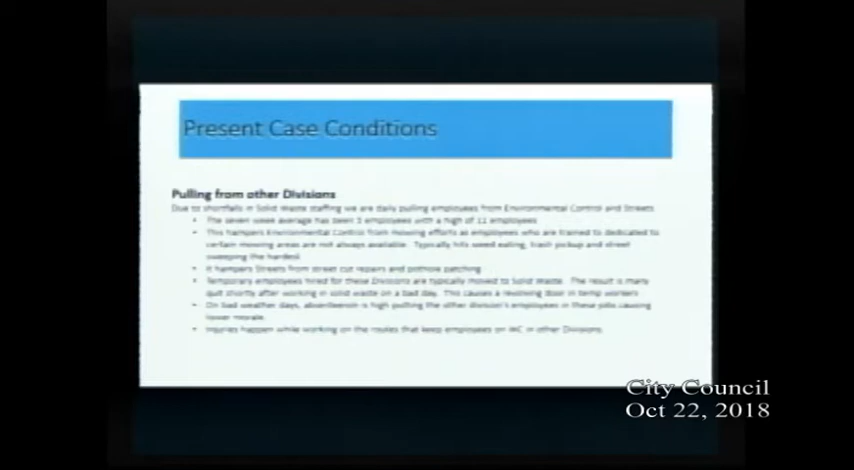 Present Case Conditions
Pulling from other Divisions
Due to shortfalls in Solid Waste staffing we are daily pulling employees from Environmental Control and Streets
• The seven week average has been 5 employees with a high of 11 employees
• This hampers Environmental Control from mowing efforts as employees who are trained to dedicated to
certain mowing areas are not always available. Typically hits weed eating, trash pickup and street
sweeping the hardest
• It hampers Streets from street cut repairs and pothole patching
• Temporary employees hired for these Divisions are typically moved to Solid Waste. The result is many
quit shortly after working in solid waste on a bad day. This causes a revolving door in temp workers
• On bad weather days, absenteeism is high pulling the other division's employees in these jobs causing
lower morale.
• Injuries happen while working on the routes that keep employees on WC in other Divisions
City Council
Oct 22, 2018